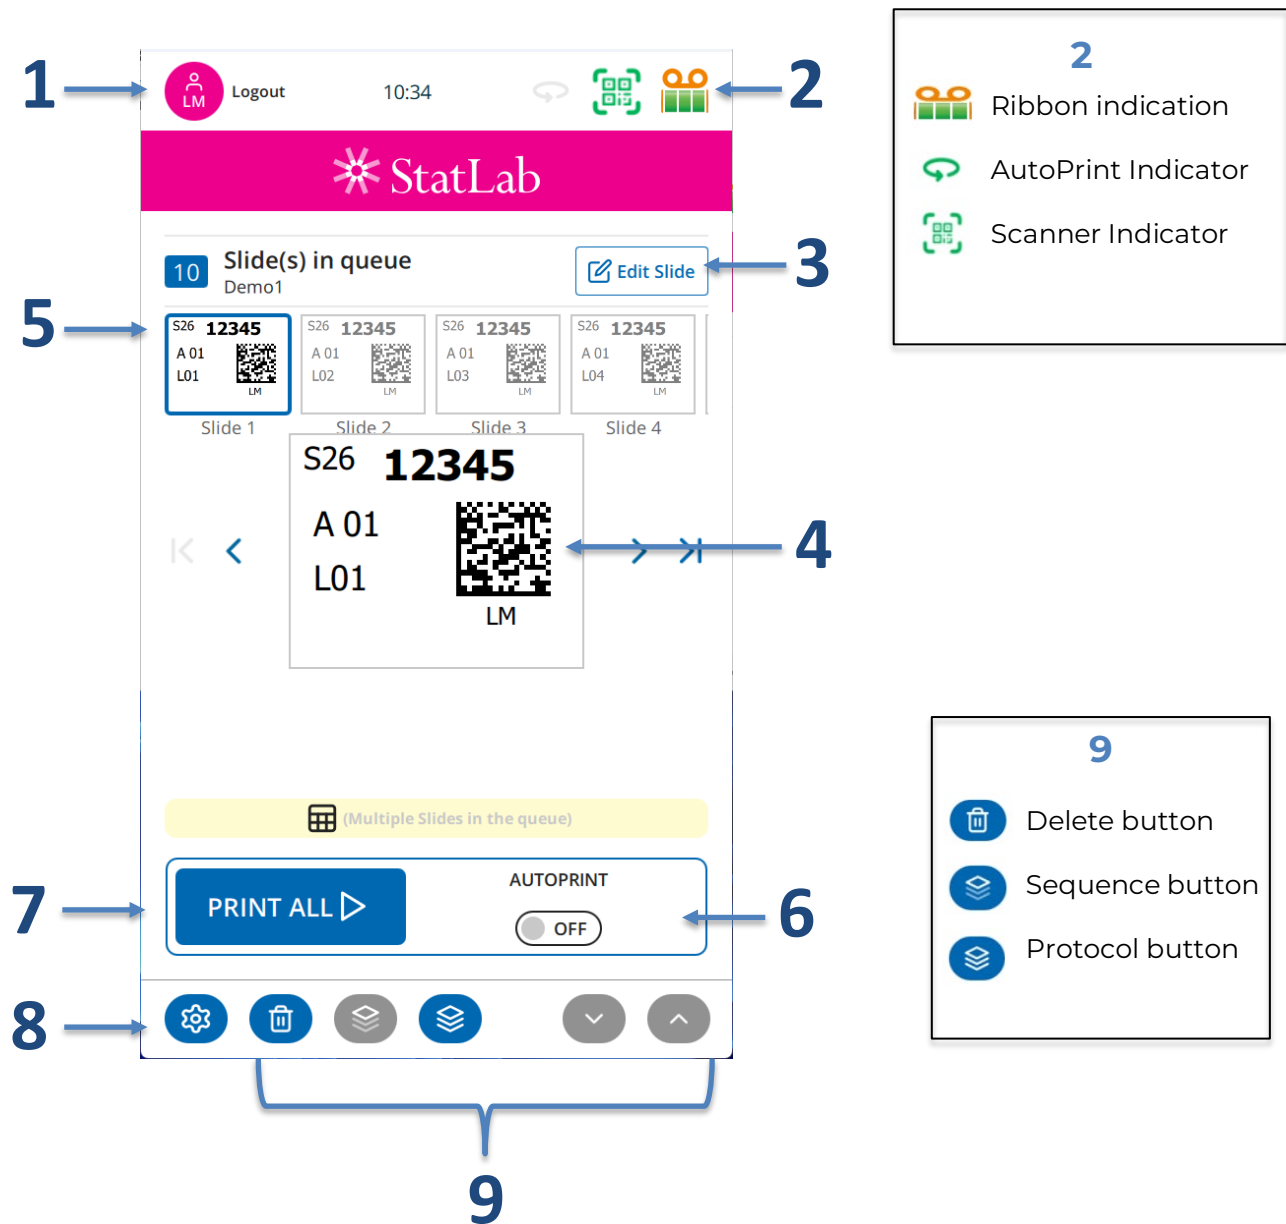 1
LM
Logout
10:34
2
StatLab
10
Slide(s) in queue
Demo1
Edit Slide
3
5
S26 12345
A 01
L01
LM
S26 12345
A 01
L02
LM
S26 12345
A 01
L03
LM
S26 12345
A 01
L04
LM
Slide 1
Slide 2
Slide 3
Slide 4
S26 12345
A 01
L01
LM
4
(Multiple Slides in the queue)
7
PRINT ALL
AUTOPRINT
OFF
6
8
9
2
Ribbon indication
AutoPrint Indicator
Scanner Indicator
9
Delete button
Sequence button
Protocol button